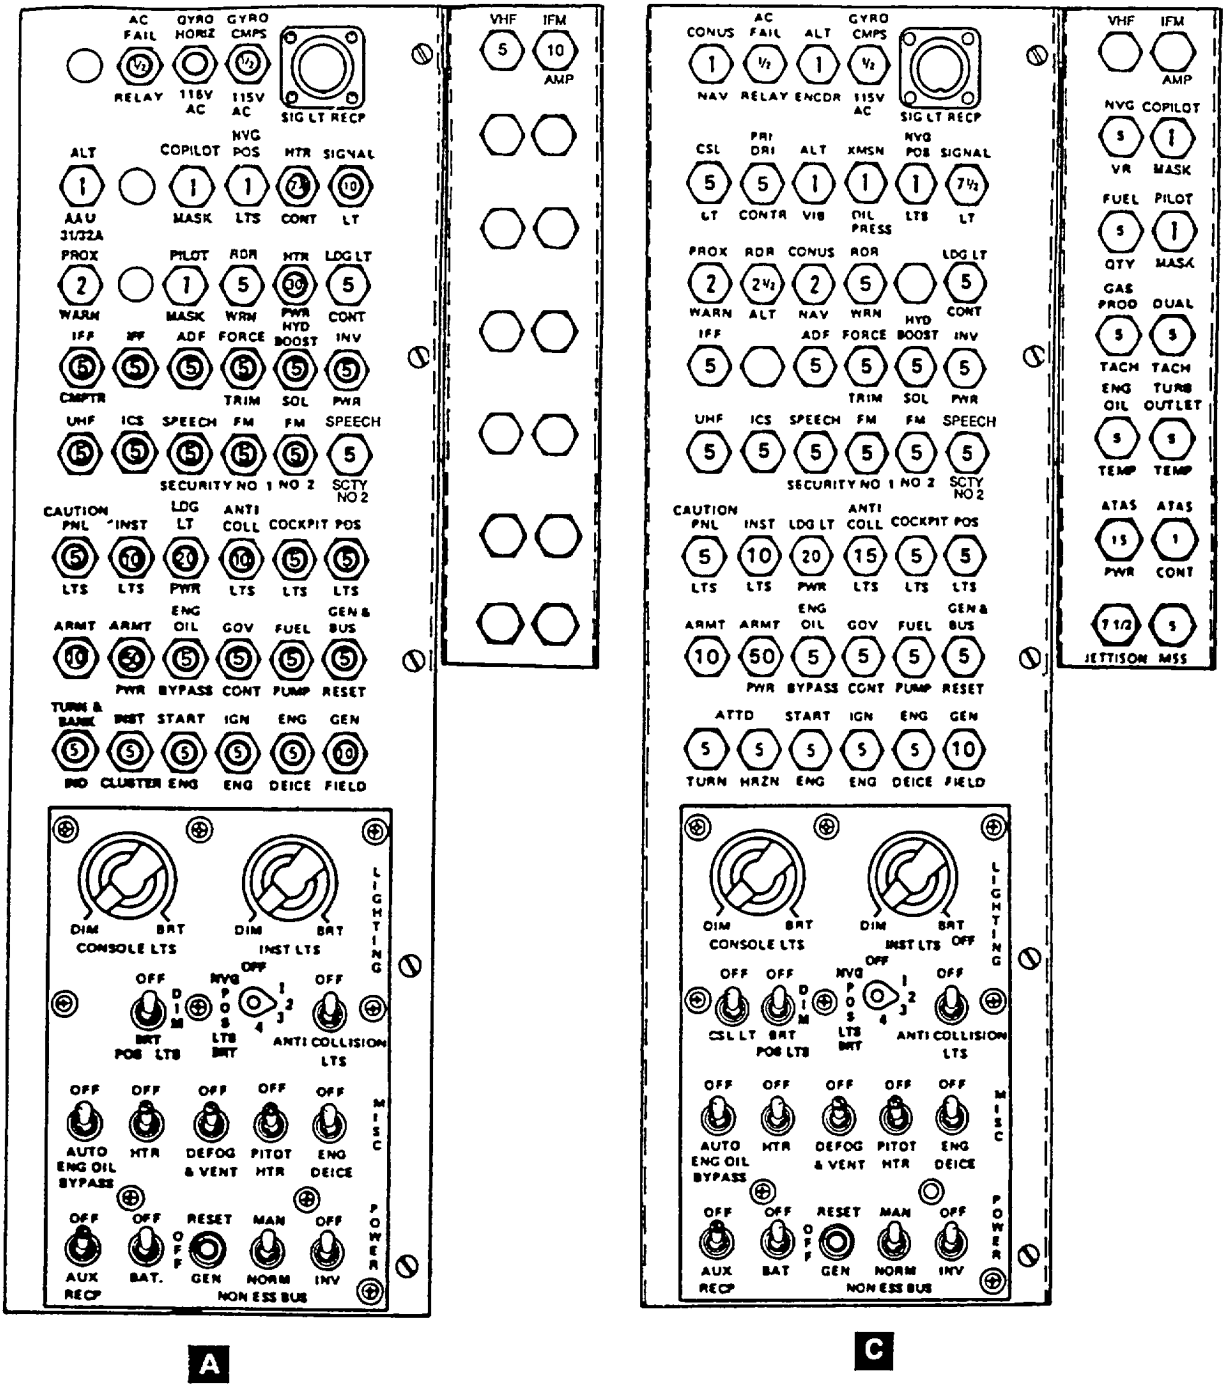 AC GYRO GYRO
FAIL HORIZ CMPS
1/2 1/2
RELAY 115V 115V
AC AC
SIG LT RECP
NVG
ALT COPILOT POS HTR SIGNAL
1 1 1 7½ 10
AAU MASK LTS CONT LT
31/32A
PROX PILOT RDR HTR LDG LT
2 1 5 30 5
WARN MASK WRN PWR CONT
HYD
IFF IFF ADF FORCE BOOST INV
5 5 5 5 5 5
CMPTR TRIM SOL PWR
UHF ICS SPEECH FM FM SPEECH
5 5 5 5 5 5
SECURITY NO 1 NO 2 SCTY
NO 2
CAUTION LDG ANTI
PNL INST LT COLL COCKPIT POS
5 10 20 10 5 5
LTS LTS PWR LTS LTS LTS
ENG GEN &
ARMT ARMT OIL GOV FUEL BUS
10 50 5 5 5 5
PWR BYPASS CONT PUMP RESET
TURN &
BANK INST START IGN ENG GEN
5 5 5 5 5 10
IND CLUSTER ENG ENG DEICE FIELD
DIM BRT DIM BRT
CONSOLE LTS INST LTS
LIGHTING
OFF OFF OFF
DIM
NVG
POS
LTS
BRT
1
2
3
4
BRT
POS LTS
ANTI COLLISION
LTS
OFF OFF OFF OFF OFF
AUTO HTR DEFOG PITOT ENG
ENG OIL & VENT HTR DEICE
BYPASS
MISC
OFF OFF RESET MAN OFF
OFF
AUX BAT. GEN NORM INV
RECP NON ESS BUS
POWER
VHF IFM
5 10
AMP
A
AC GYRO
CONUS FAIL ALT CMPS
1 1/2 1 1/2
NAV RELAY ENCDR 115V
AC
SIG LT RECP
PRI NVG
CSL DRI ALT XMSN POS SIGNAL
5 5 1 1 1 7 1/2
LT CONTR VIB OIL LTS LT
PRESS
PROX RDR CONUS RDR LDG LT
2 2 1/2 2 5 5
WARN ALT NAV WRN CONT
HYD
IFF ADF FORCE BOOST INV
5 5 5 5 5
TRIM SOL PWR
UHF ICS SPEECH FM FM SPEECH
5 5 5 5 5 5
SECURITY NO 1 NO 2 SCTY
NO 2
CAUTION ANTI
PNL INST LDG LT COLL COCKPIT POS
5 10 20 15 5 5
LTS LTS PWR LTS LTS LTS
ENG GEN &
ARMT ARMT OIL GOV FUEL BUS
10 50 5 5 5 5
PWR BYPASS CONT PUMP RESET
ATTD START IGN ENG GEN
5 5 5 5 5 10
TURN HRZN ENG ENG DEICE FIELD
DIM BRT DIM BRT
CONSOLE LTS INST LTS OFF
LIGHTING
OFF OFF OFF OFF
DIM
NVG
POS
LTS
BRT
1
2
3
4
CSL LT BRT
POS LTS
ANTI COLLISION
LTS
OFF OFF OFF OFF OFF
AUTO HTR DEFOG PITOT ENG
ENG OIL & VENT HTR DEICE
BYPASS
MISC
OFF OFF RESET MAN OFF
OFF
AUX BAT GEN NORM INV
RECP NON ESS BUS
POWER
VHF IFM
AMP
NVG COPILOT
5 1
VR MASK
FUEL PILOT
5 1
QTY MASK
GAS
PROD DUAL
5 5
TACH TACH
ENG TURB
OIL OUTLET
5 5
TEMP TEMP
ATAS ATAS
15 1
PWR CONT
7 1/2 5
JETTISON MSS
C